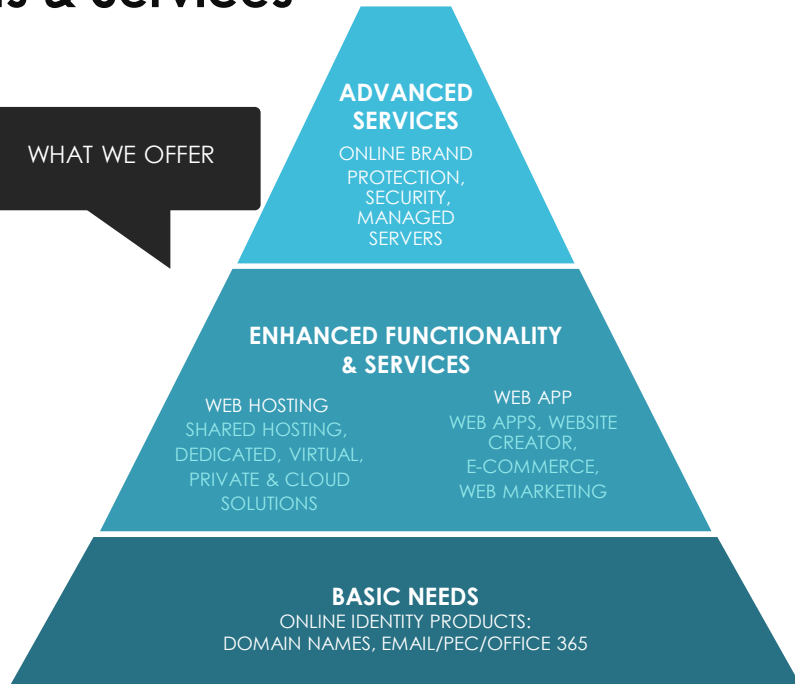 & Services
WHAT WE OFFER
ADVANCED
SERVICES
ONLINE BRAND
PROTECTION,
SECURITY,
MANAGED
SERVERS
ENHANCED FUNCTIONALITY
& SERVICES
WEB HOSTING
SHARED HOSTING,
DEDICATED, VIRTUAL,
PRIVATE & CLOUD
SOLUTIONS
WEB APP
WEB APPS, WEBSITE
CREATOR,
E-COMMERCE,
WEB MARKETING
BASIC NEEDS
ONLINE IDENTITY PRODUCTS:
DOMAIN NAMES, EMAIL/PEC/OFFICE 365